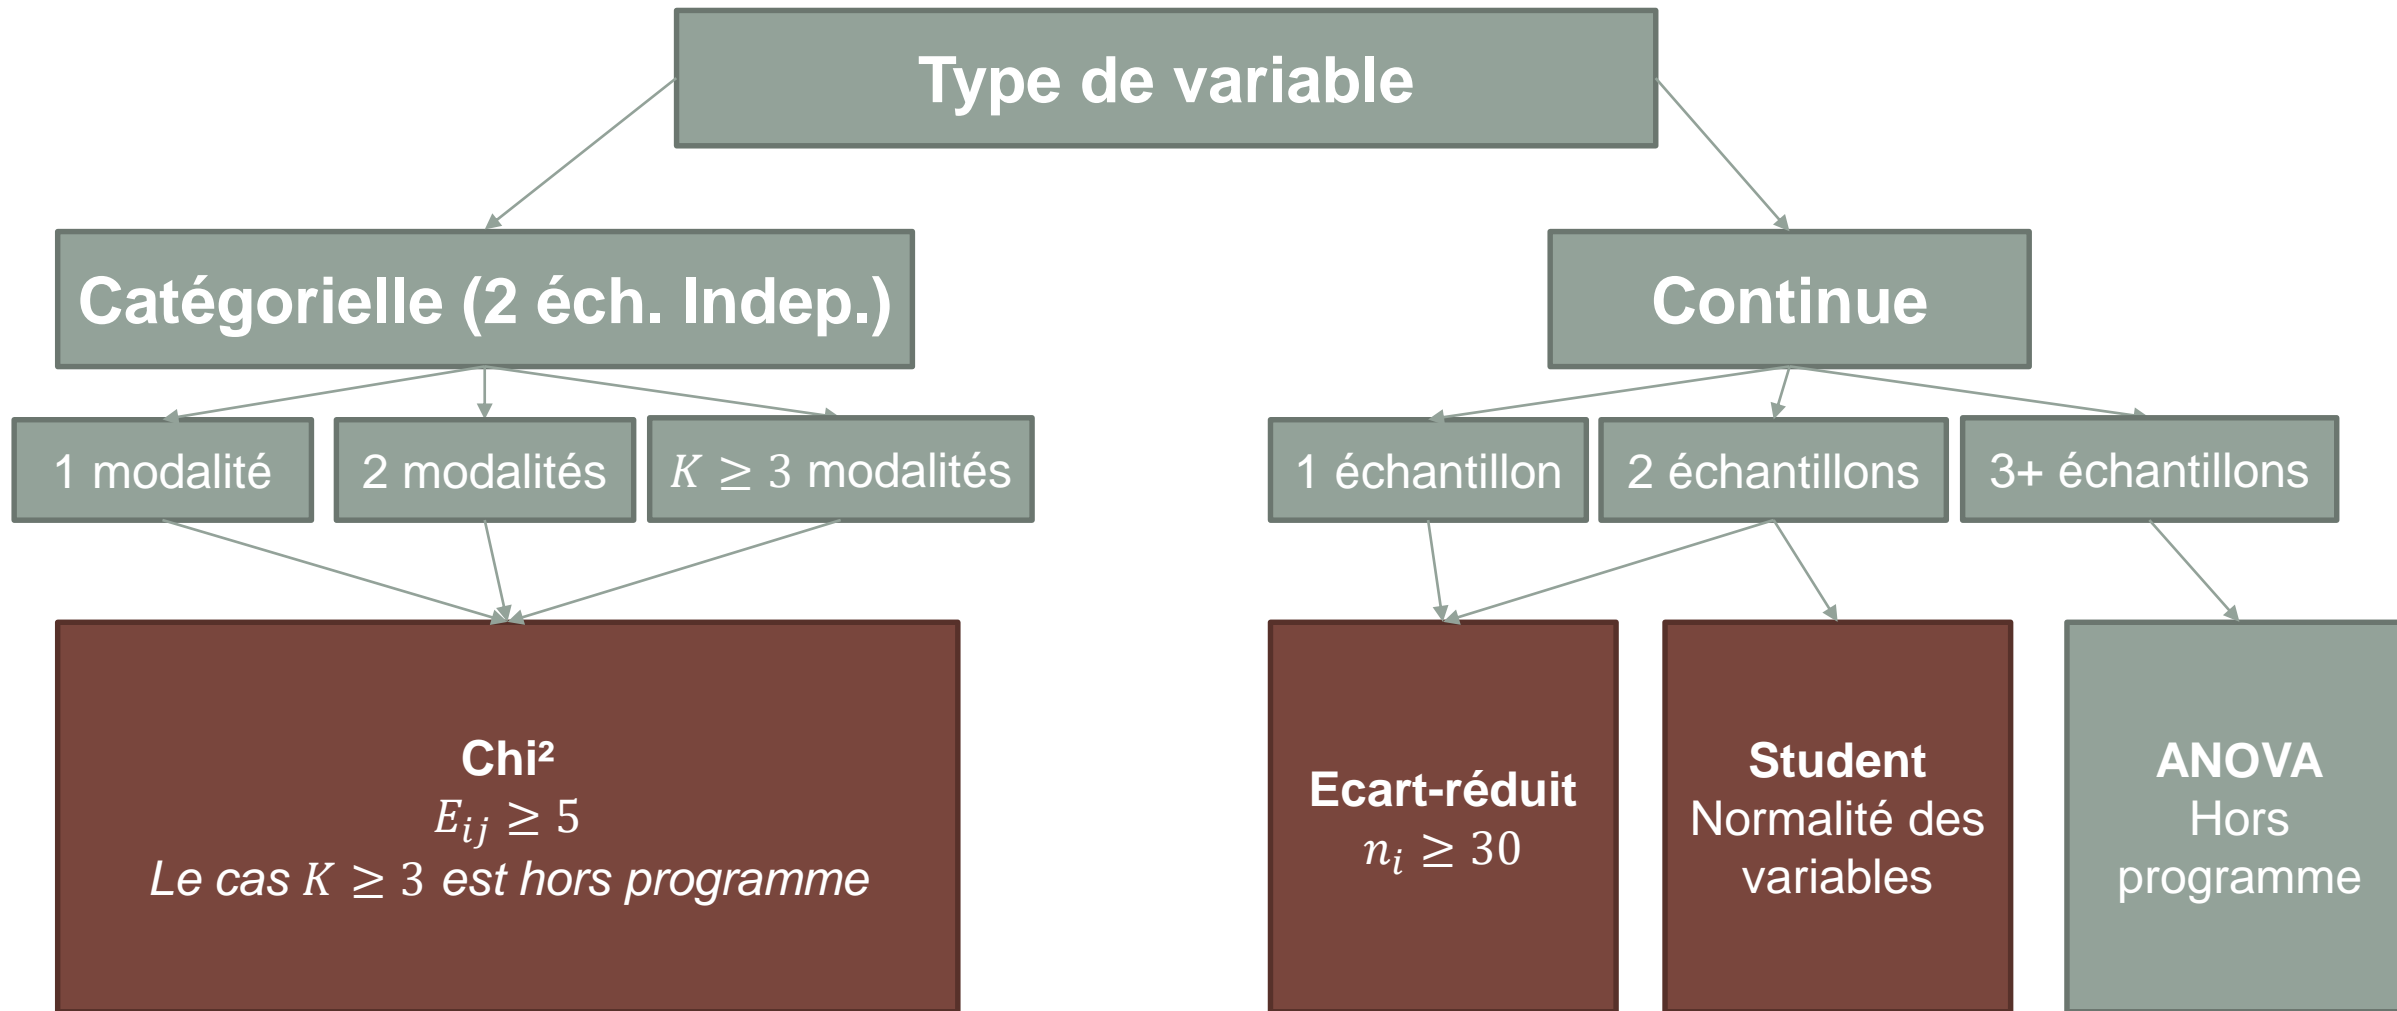 Type de variable
Catégorielle (2 éch. Indep.)
Continue
1 modalité
2 modalités
K ≥ 3 modalités
1 échantillon
2 échantillons
3+ échantillons
Chi²
E_{ij} ≥ 5
Le cas K ≥ 3 est hors programme
Ecart-réduit
n_i ≥ 30
Student
Normalité des
variables
ANOVA
Hors
programme